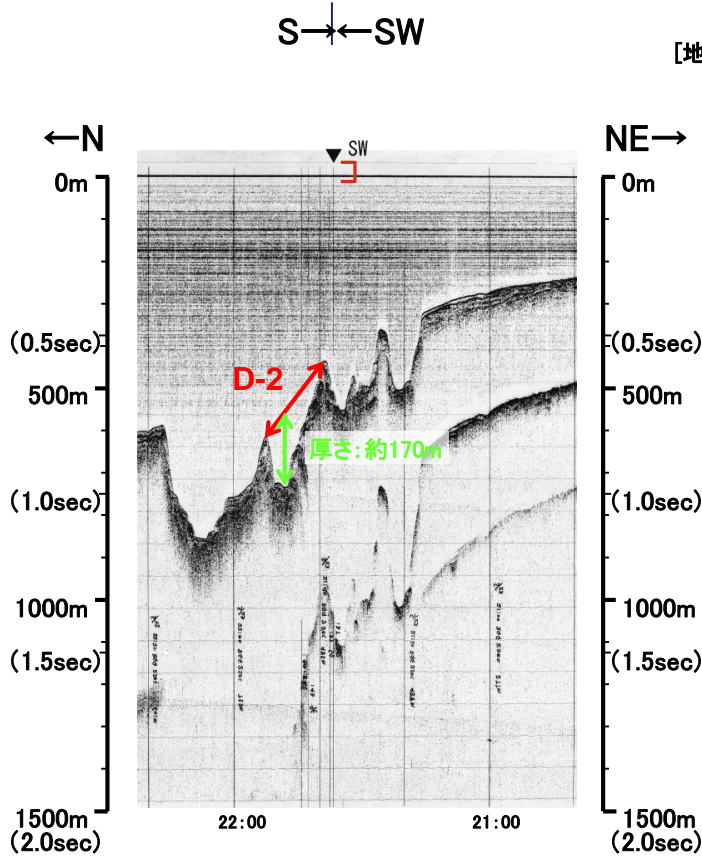 S→←SW
[地
←N
NE→
SW
0m
0m
(0.5sec)
(0.5sec)
500m
500m
D-2
厚さ：約170m
(1.0sec)
(1.0sec)
1000m
1000m
(1.5sec)
(1.5sec)
1500m
1500m
(2.0sec)
(2.0sec)
22:00
21:00